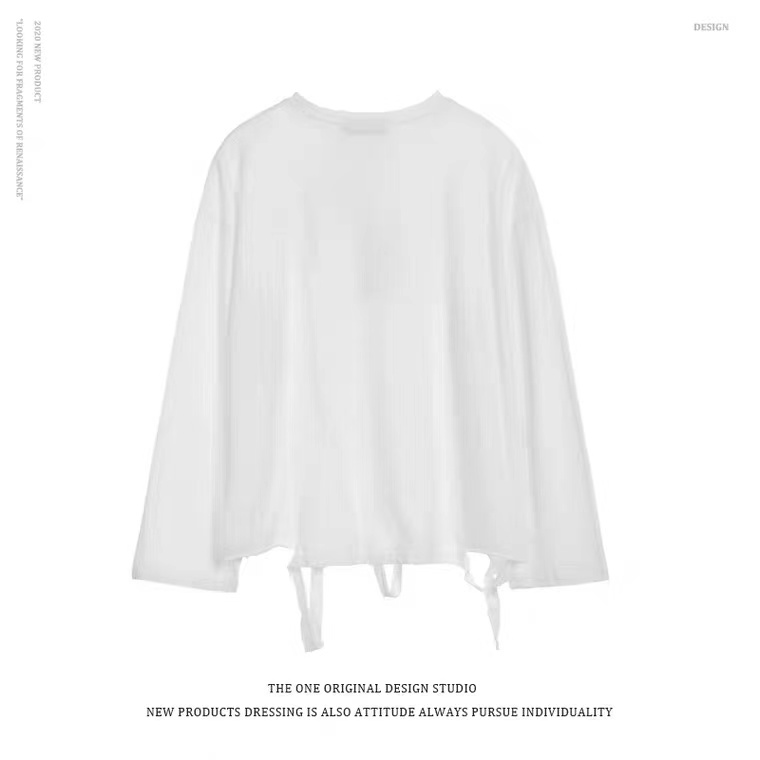 "LOOKING FOR FRAGMENTS OF RENAISSANCE"
2020 NEW PRODUCT
DESIGN
THE ONE ORIGINAL DESIGN STUDIO
NEW PRODUCTS DRESSING IS ALSO ATTITUDE ALWAYS PURSUE INDIVIDUALITY